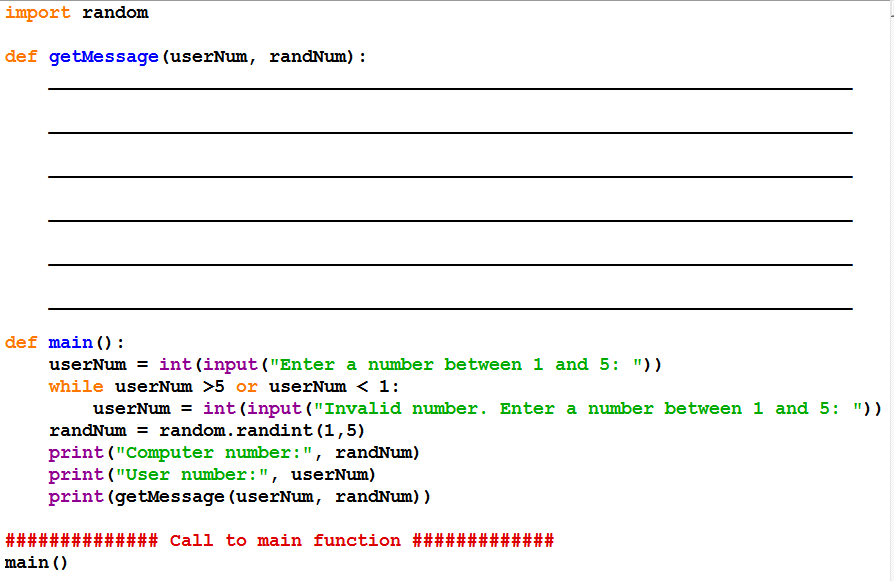 import random
def getMessage(userNum, randNum):
def main():
userNum = int(input("Enter a number between 1 and 5: "))
while userNum >5 or userNum < 1:
userNum = int(input("Invalid number. Enter a number between 1 and 5: "))
randNum = random.randint(1,5)
print("Computer number:", randNum)
print("User number:", userNum)
print(getMessage(userNum, randNum))
############## Call to main function #############
main()